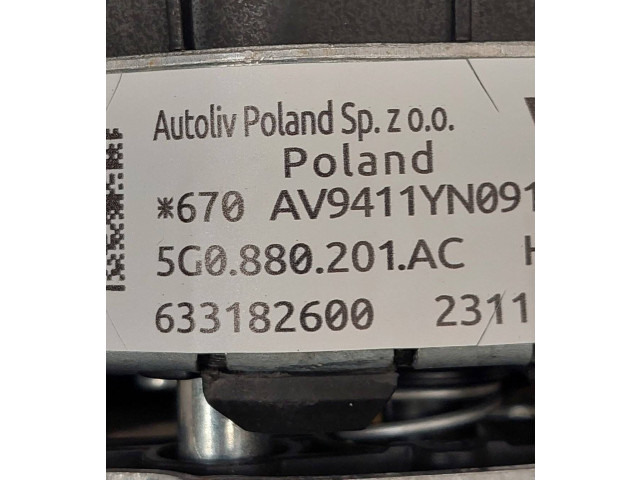 Autoliv Poland Sp. z o.o.
Poland
*670 AV9411YN091
5G0.880.201.AC H
633182600 2311